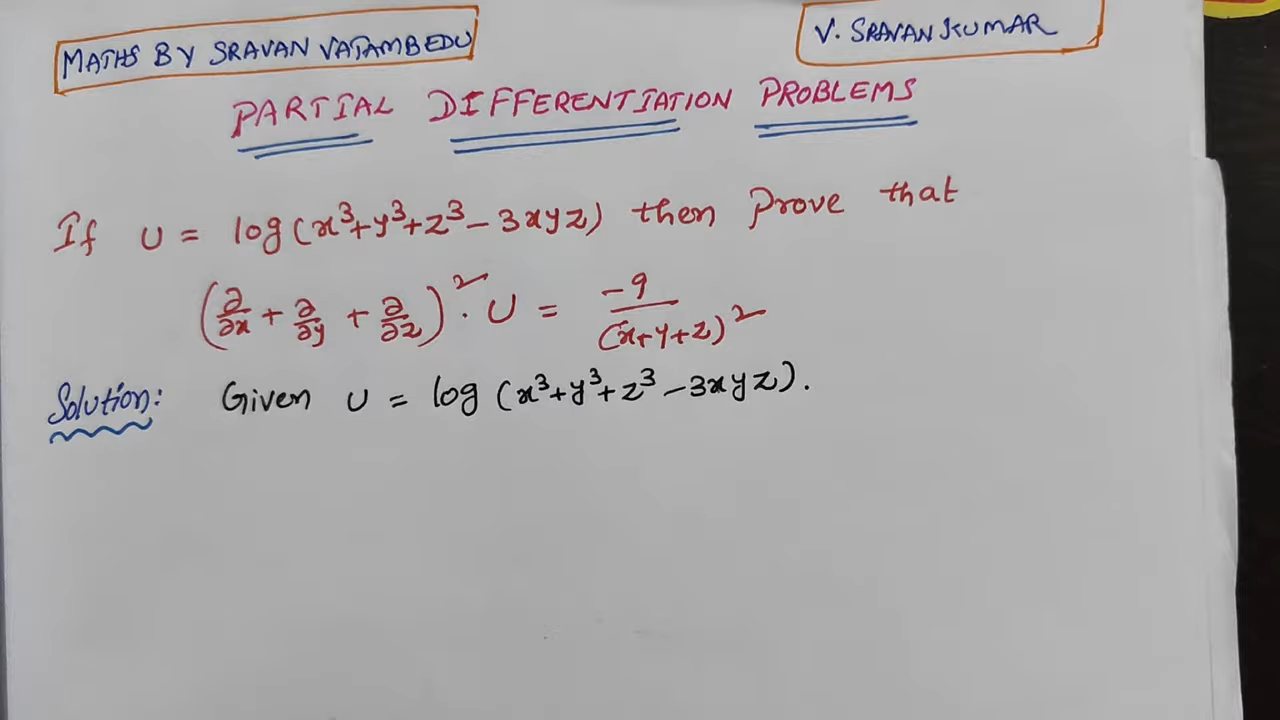 MATHS BY SRAVAN VATAMBEDU
V. SRAVAN KUMAR
PARTIAL DIFFERENTIATION PROBLEMS
If U = log(x³+y³+z³-3xyz) then Prove that
(∂/∂x + ∂/∂y + ∂/∂z)² . U = -9/(x+y+z)²
Solution: Given U = log (x³+y³+z³-3xyz).